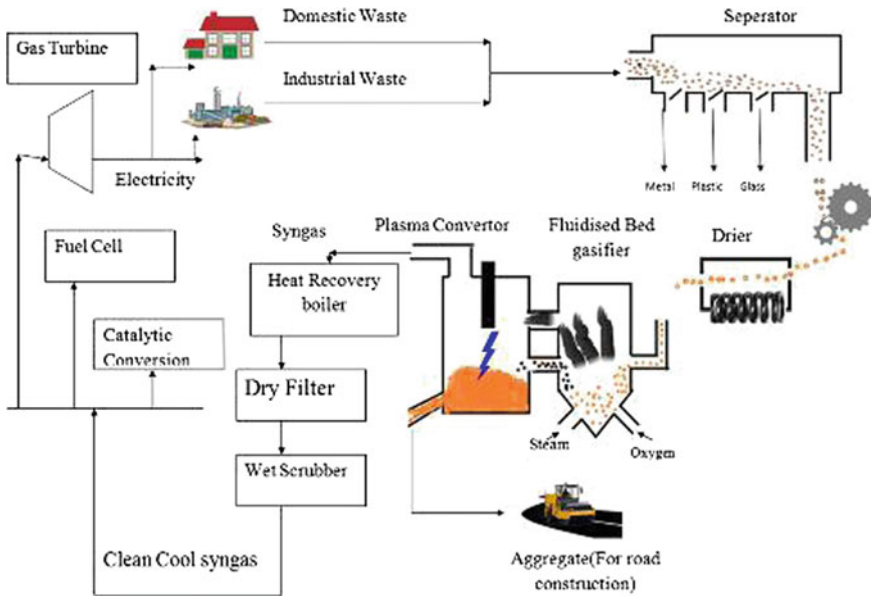 Domestic Waste
Seperator
Gas Turbine
Industrial Waste
Electricity
Metal
Plastic
Glass
Plasma Convertor
Fluidised Bed
gasifier
Drier
Syngas
Fuel Cell
Heat Recovery
boiler
Catalytic
Conversion
Dry Filter
Steam
Oxygen
Wet Scrubber
Clean Cool syngas
Aggregate(For road
construction)